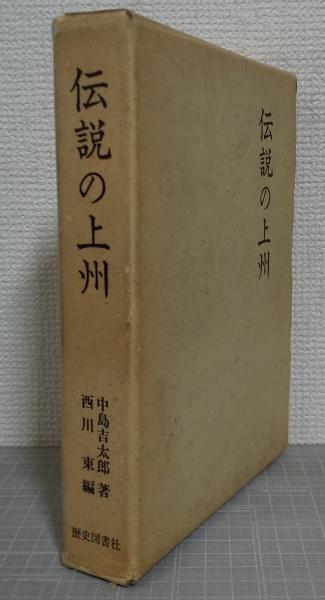 伝説の上州
中島吉太郎 著
西川 東 編
歴史図書社
伝説の上州